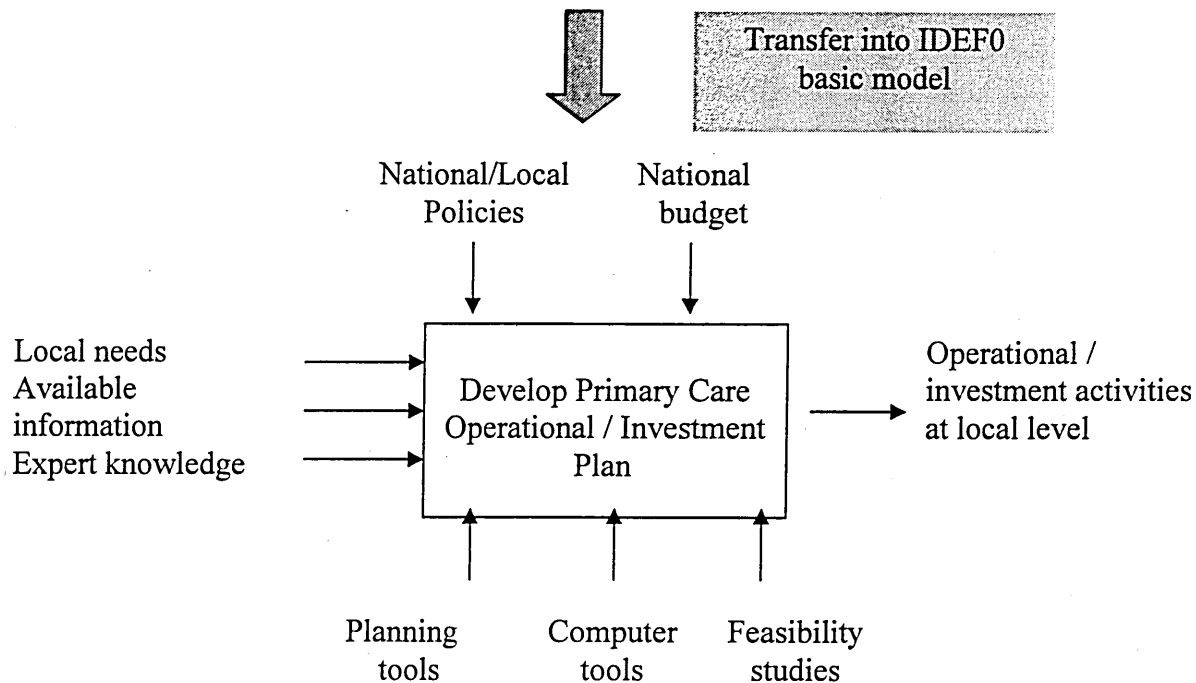 Transfer into IDEF0
basic model
National/Local
Policies
National
budget
Local needs
Available
information
Expert knowledge
Develop Primary Care
Operational / Investment
Plan
Operational /
investment activities
at local level
Planning
tools
Computer
tools
Feasibility
studies